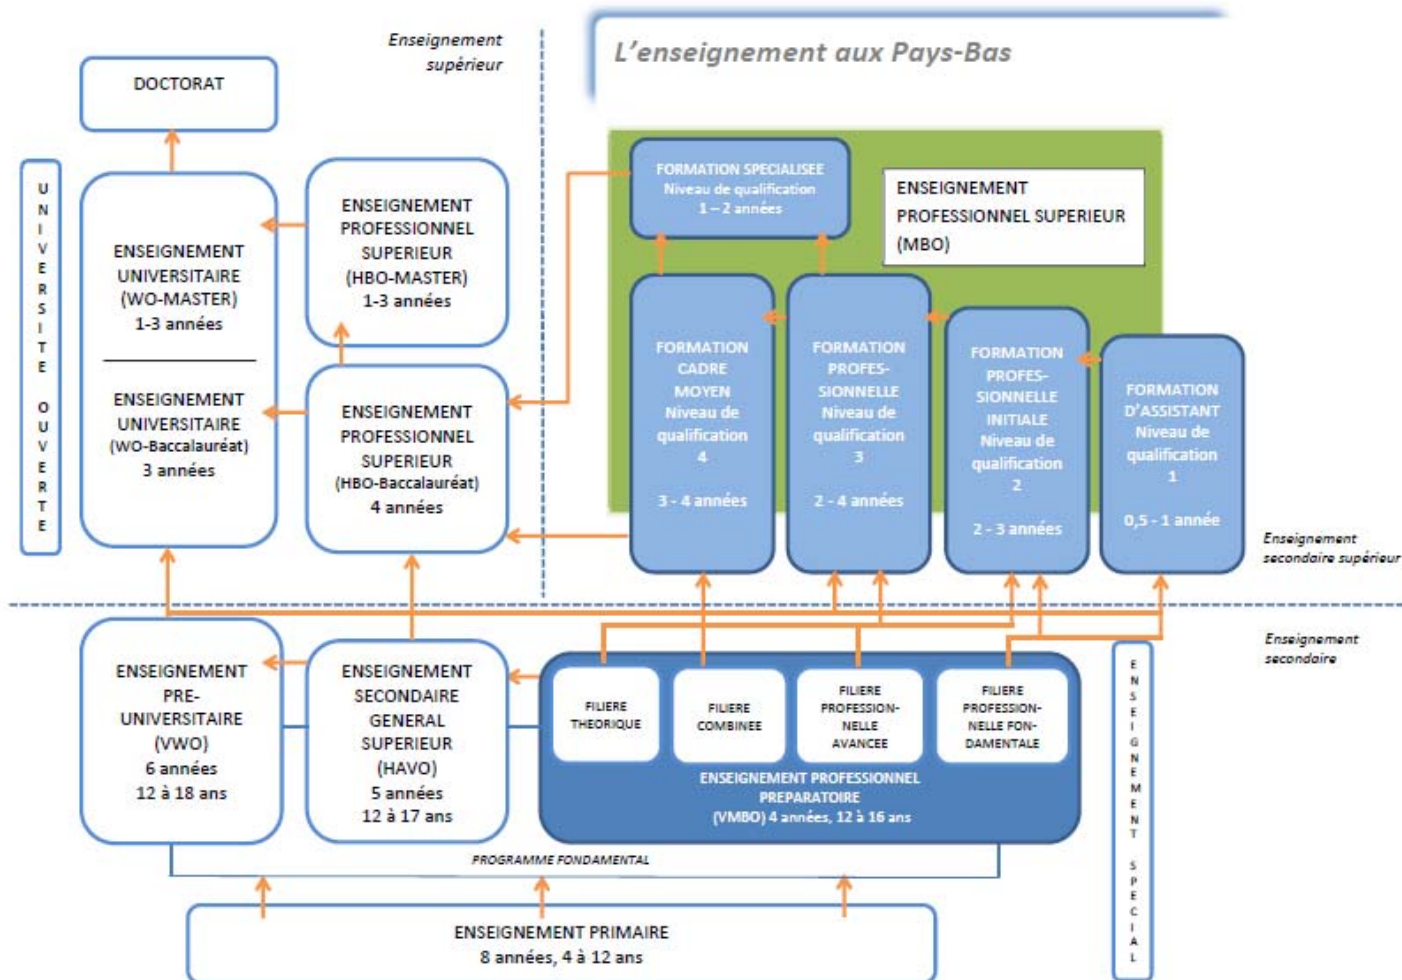 L'enseignement aux Pays-Bas
Enseignement
supérieur
DOCTORAT
UNIVERSITE OUVERTE
ENSEIGNEMENT
UNIVERSITAIRE
(WO-MASTER)
1-3 années
ENSEIGNEMENT
UNIVERSITAIRE
(WO-Baccalauréat)
3 années
ENSEIGNEMENT
PROFESSIONNEL
SUPERIEUR
(HBO-MASTER)
1-3 années
ENSEIGNEMENT
PROFESSIONNEL
SUPERIEUR
(HBO-Baccalauréat)
4 années
FORMATION SPECIALISEE
Niveau de qualification
1 – 2 années
ENSEIGNEMENT
PROFESSIONNEL SUPERIEUR
(MBO)
FORMATION
CADRE
MOYEN
Niveau de
qualification
4
3 - 4 années
FORMATION
PROFES-
SIONNELLE
Niveau de
qualification
3
2 - 4 années
FORMATION
PROFES-
SIONNELLE
INITIALE
Niveau de
qualification
2
2 - 3 années
FORMATION
D'ASSISTANT
Niveau de
qualification
1
0,5 - 1 année
Enseignement
secondaire supérieur
Enseignement
secondaire
ENSEIGNEMENT
PRE-
UNIVERSITAIRE
(VWO)
6 années
12 à 18 ans
ENSEIGNEMENT
SECONDAIRE
GENERAL
SUPERIEUR
(HAVO)
5 années
12 à 17 ans
FILIERE
THEORIQUE
FILIERE
COMBINEE
FILIERE
PROFESSION-
NELLE
AVANCEE
FILIERE
PROFESSION-
NELLE FON-
DAMENTALE
ENSEIGNEMENT PROFESSIONNEL
PREPARATOIRE
(VMBO) 4 années, 12 à 16 ans
ENSEIGNEMENT SPECIAL
PROGRAMME FONDAMENTAL
ENSEIGNEMENT PRIMAIRE
8 années, 4 à 12 ans